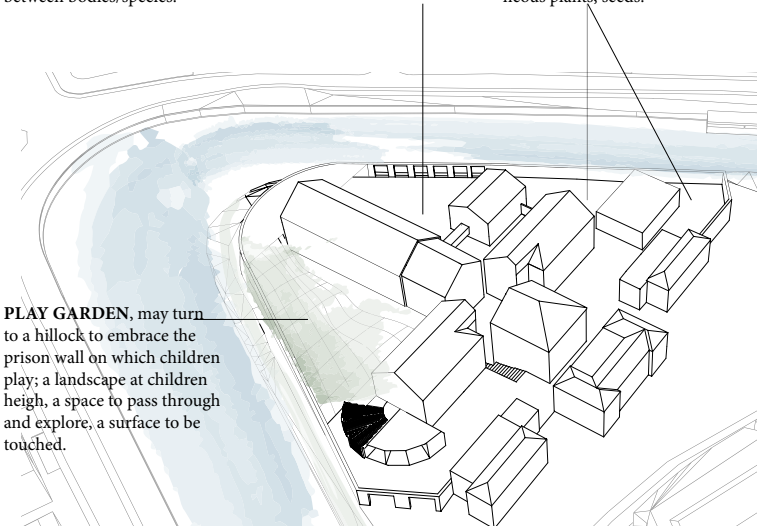 between bodies/species.
neous plants, seeds.
PLAY GARDEN, may turn
to a hillock to embrace the
prison wall on which children
play; a landscape at children
heigh, a space to pass through
and explore, a surface to be
touched.